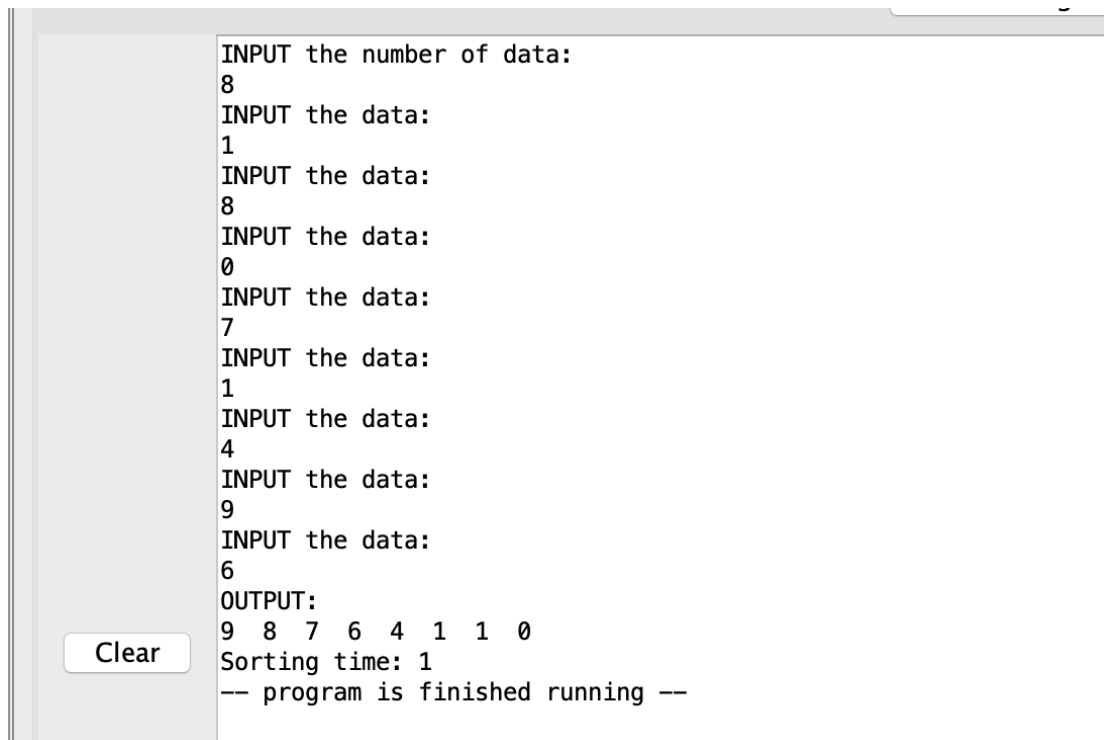 INPUT the number of data:
8
INPUT the data:
1
INPUT the data:
8
INPUT the data:
0
INPUT the data:
7
INPUT the data:
1
INPUT the data:
4
INPUT the data:
9
INPUT the data:
6
OUTPUT:
9  8  7  6  4  1  1  0
Clear
Sorting time: 1
-- program is finished running --